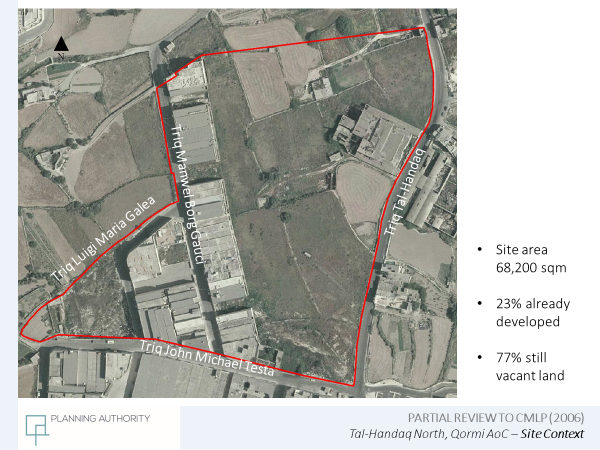 N
Triq Manwel Borg Gauci
Triq Tal-Handaq
Triq Luigi Maria Galea
Triq John Michael Testa
• Site area
68,200 sqm
• 23% already
developed
• 77% still
vacant land
PLANNING AUTHORITY
PARTIAL REVIEW TO CMLP (2006)
Tal-Handaq North, Qormi AoC – Site Context